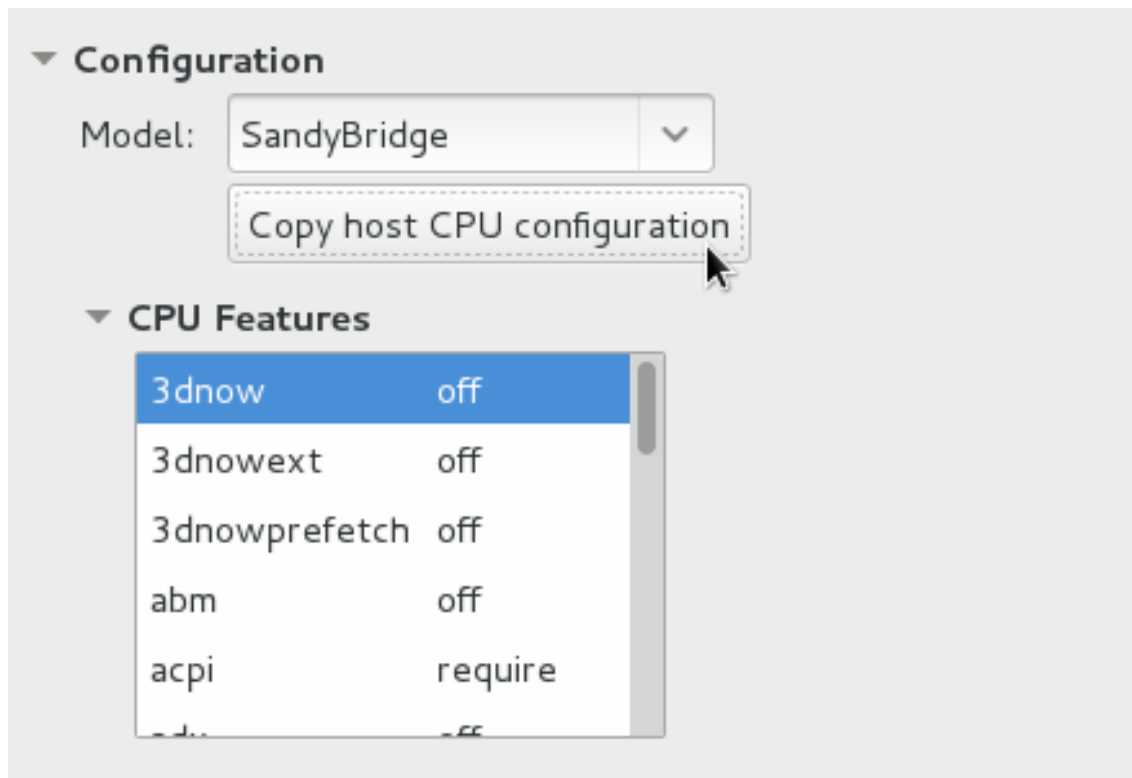 Configuration
Model: SandyBridge
Copy host CPU configuration
CPU Features
3dnow off
3dnowext off
3dnowprefetch off
abm off
acpi require